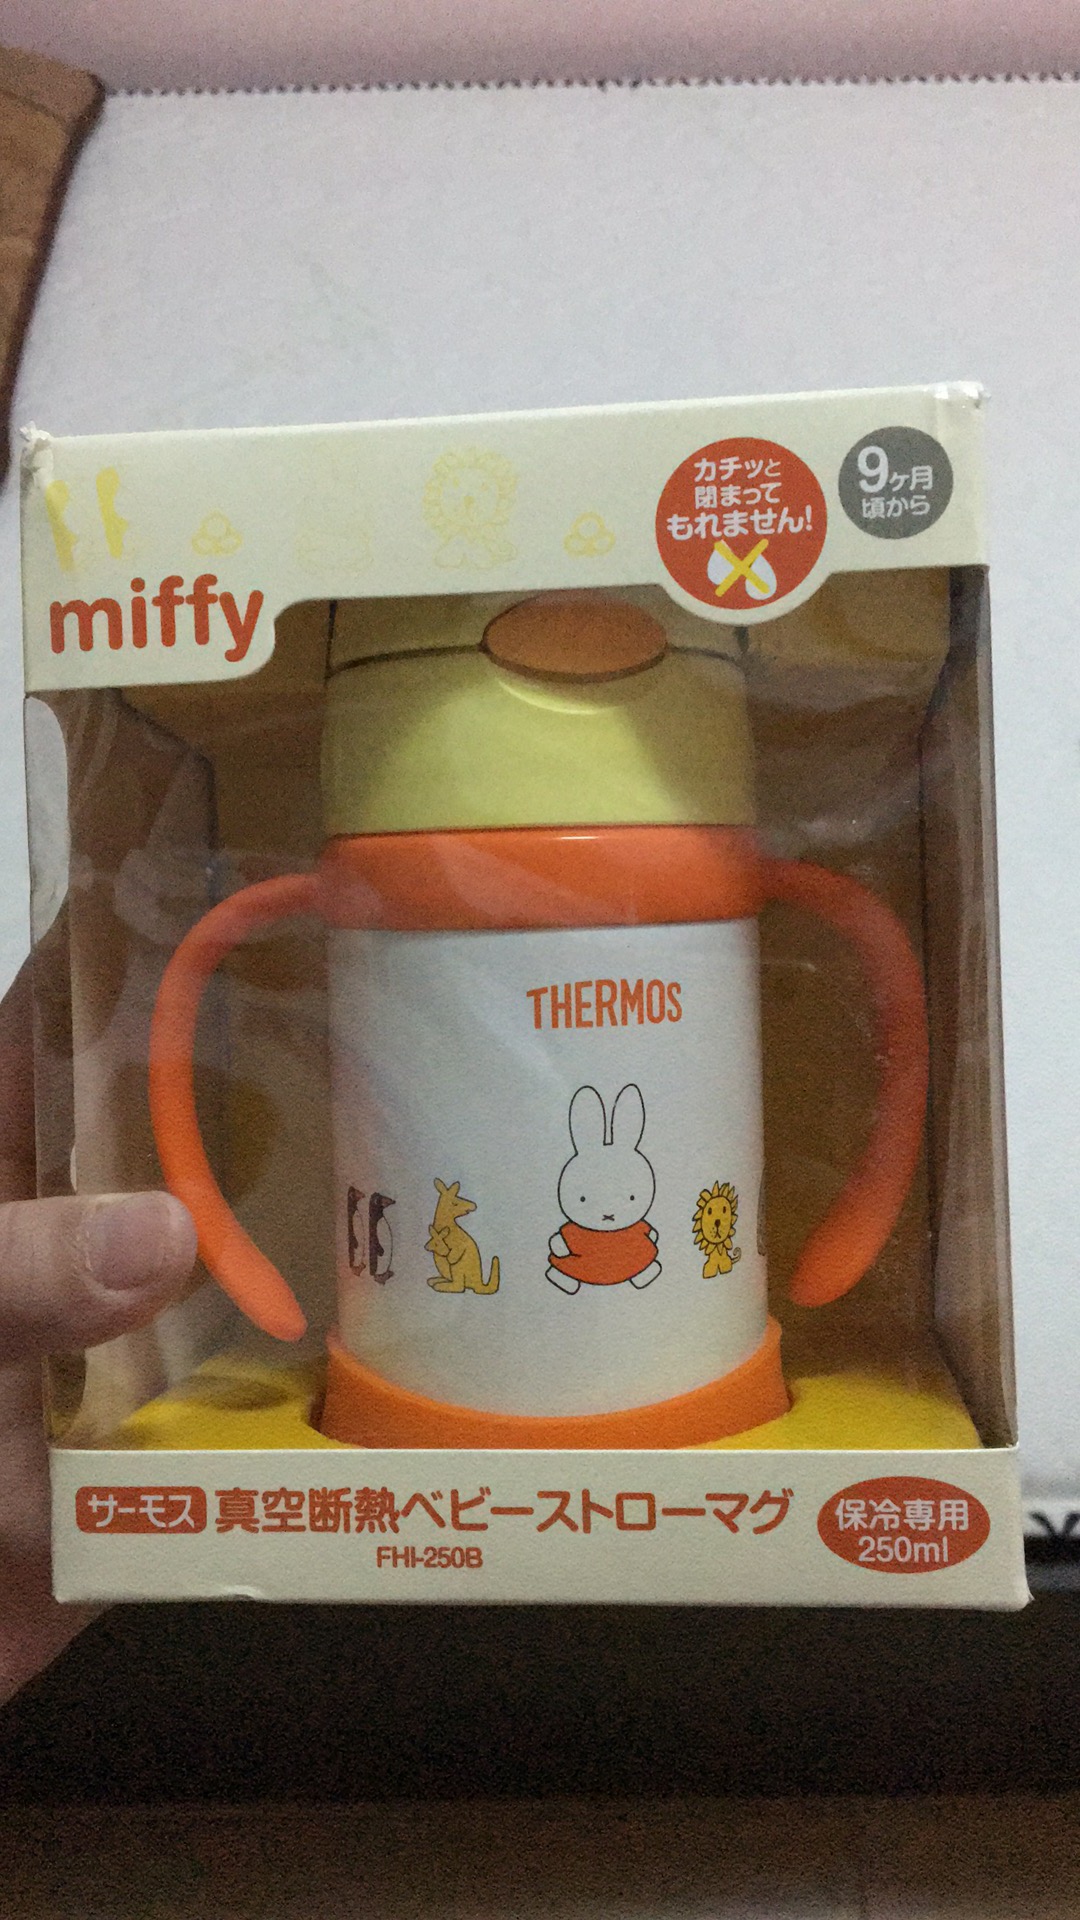 カチッと
閉まって
もれません!
9ヶ月
頃から
miffy
THERMOS
サーモス 真空断熱ベビーストローマグ
FHI-250B
保冷専用
250ml